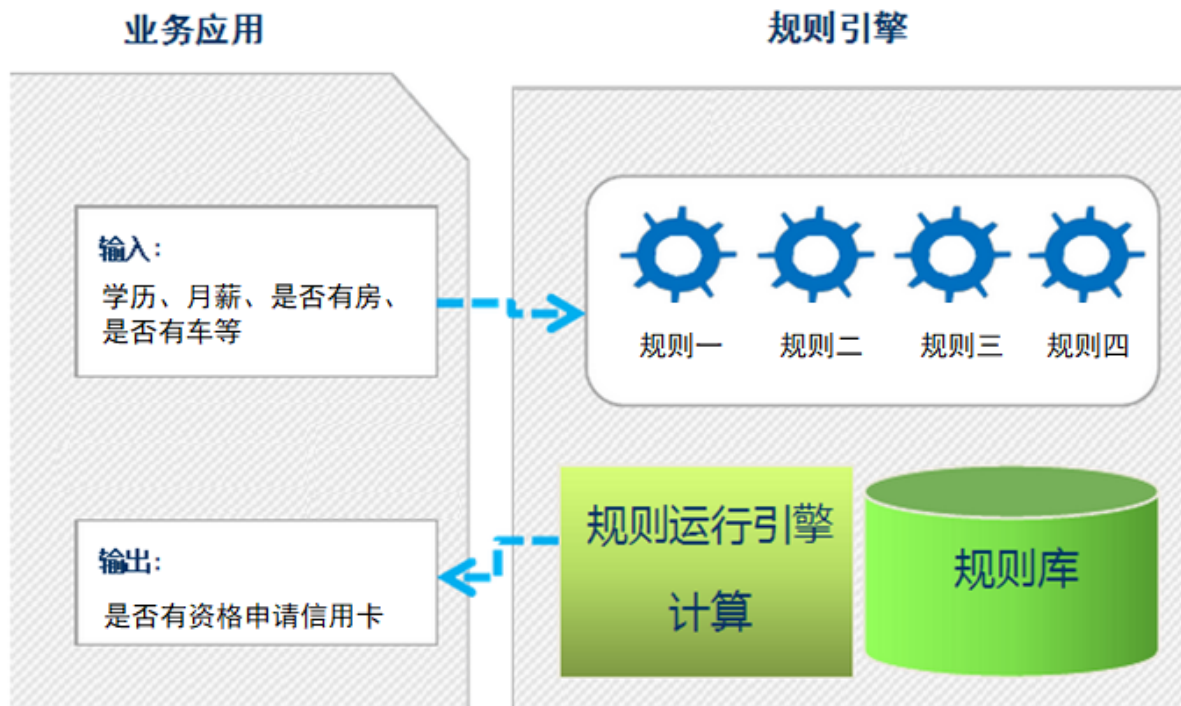 业务应用
规则引擎
输入:
学历、月薪、是否有房、
是否有车等
规则一
规则二
规则三
规则四
规则运行引擎
计算
规则库
输出:
是否有资格申请信用卡